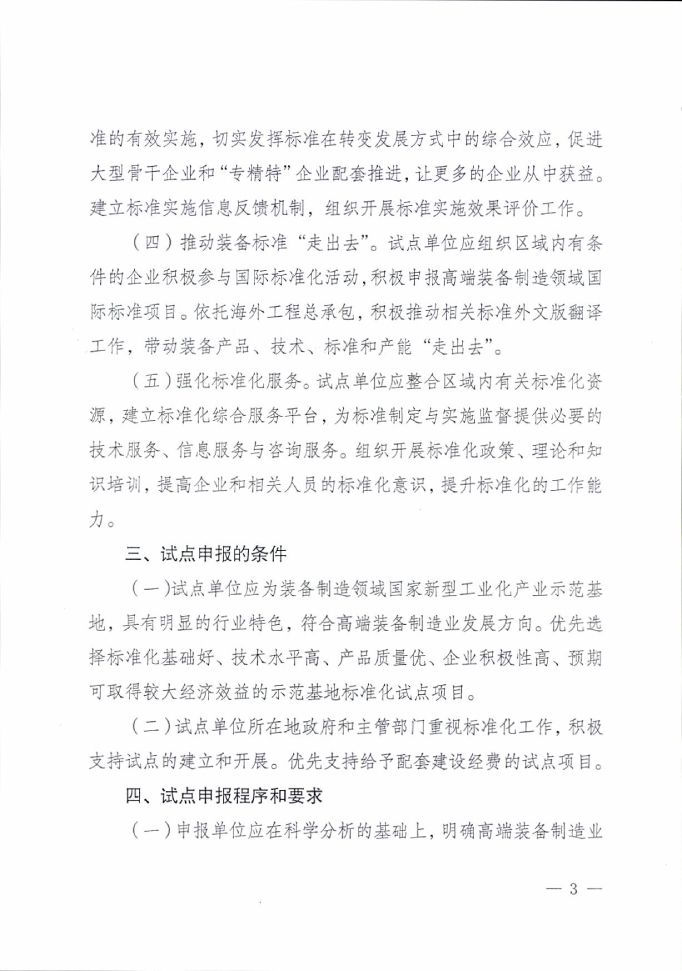 准的有效实施，切实发挥标准在转变发展方式中的综合效应，促进
大型骨干企业和“专精特”企业配套推进，让更多的企业从中获益。
建立标准实施信息反馈机制，组织开展标准实施效果评价工作。
（四）推动装备标准“走出去”。试点单位应组织区域内有条
件的企业积极参与国际标准化活动，积极申报高端装备制造领域国
际标准项目。依托海外工程总承包，积极推动相关标准外文版翻译
工作，带动装备产品、技术、标准和产能“走出去”。
（五）强化标准化服务。试点单位应整合区域内有关标准化资
源，建立标准化综合服务平台，为标准制定与实施监督提供必要的
技术服务、信息服务与咨询服务。组织开展标准化政策、理论和知
识培训，提高企业和相关人员的标准化意识，提升标准化的工作能
力。
三、试点申报的条件
（一）试点单位应为装备制造领域国家新型工业化产业示范基
地，具有明显的行业特色，符合高端装备制造业发展方向。优先选
择标准化基础好、技术水平高、产品质量优、企业积极性高、预期
可取得较大经济效益的示范基地标准化试点项目。
（二）试点单位所在地政府和主管部门重视标准化工作，积极
支持试点的建立和开展。优先支持给予配套建设经费的试点项目。
四、试点申报程序和要求
（一）申报单位应在科学分析的基础上，明确高端装备制造业
— 3 —